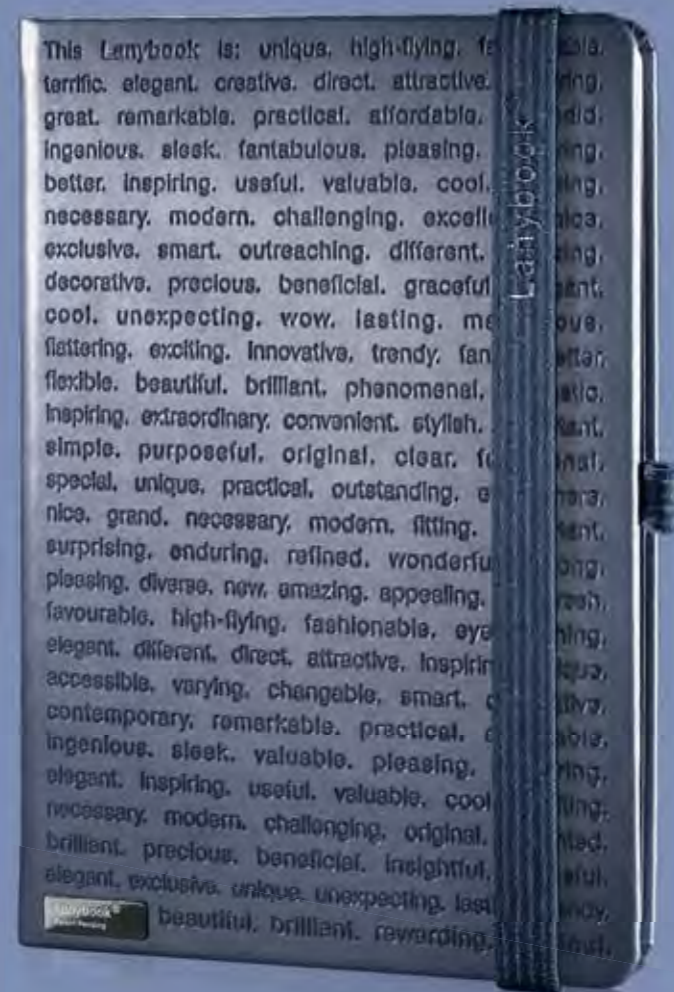 This Lanybook is: unique. high-flying.
terrific. elegant. creative. direct. attractive.
great. remarkable. practical. affordable.
ingenious. sleek. fantabulous. pleasing.
better. inspiring. useful. valuable. cool.
necessary. modern. challenging.
exclusive. smart. outreaching. different.
decorative. precious. beneficial. graceful
cool. unexpecting. wow. lasting.
flattering. exciting. innovative. trendy.
flexible. beautiful. brilliant. phenomenal.
inspiring. extraordinary. convenient. stylish.
simple. purposeful. original. clear.
special. unique. practical. outstanding.
nice. grand. necessary. modern. fitting.
surprising. enduring. refined.
pleasing. diverse. new. amazing. appealing.
favourable. high-flying. fashionable.
elegant. different. direct. attractive.
accessible. varying. changeable. smart.
contemporary. remarkable. practical.
ingenious. sleek. valuable. pleasing.
elegant. inspiring. useful. valuable. cool
necessary. modern. challenging. original.
brilliant. precious. beneficial. insightful.
elegant. exclusive. unique. unexpecting.
beautiful. brilliant. rewarding.
Lanybook®
Patent Pending
Lanybook